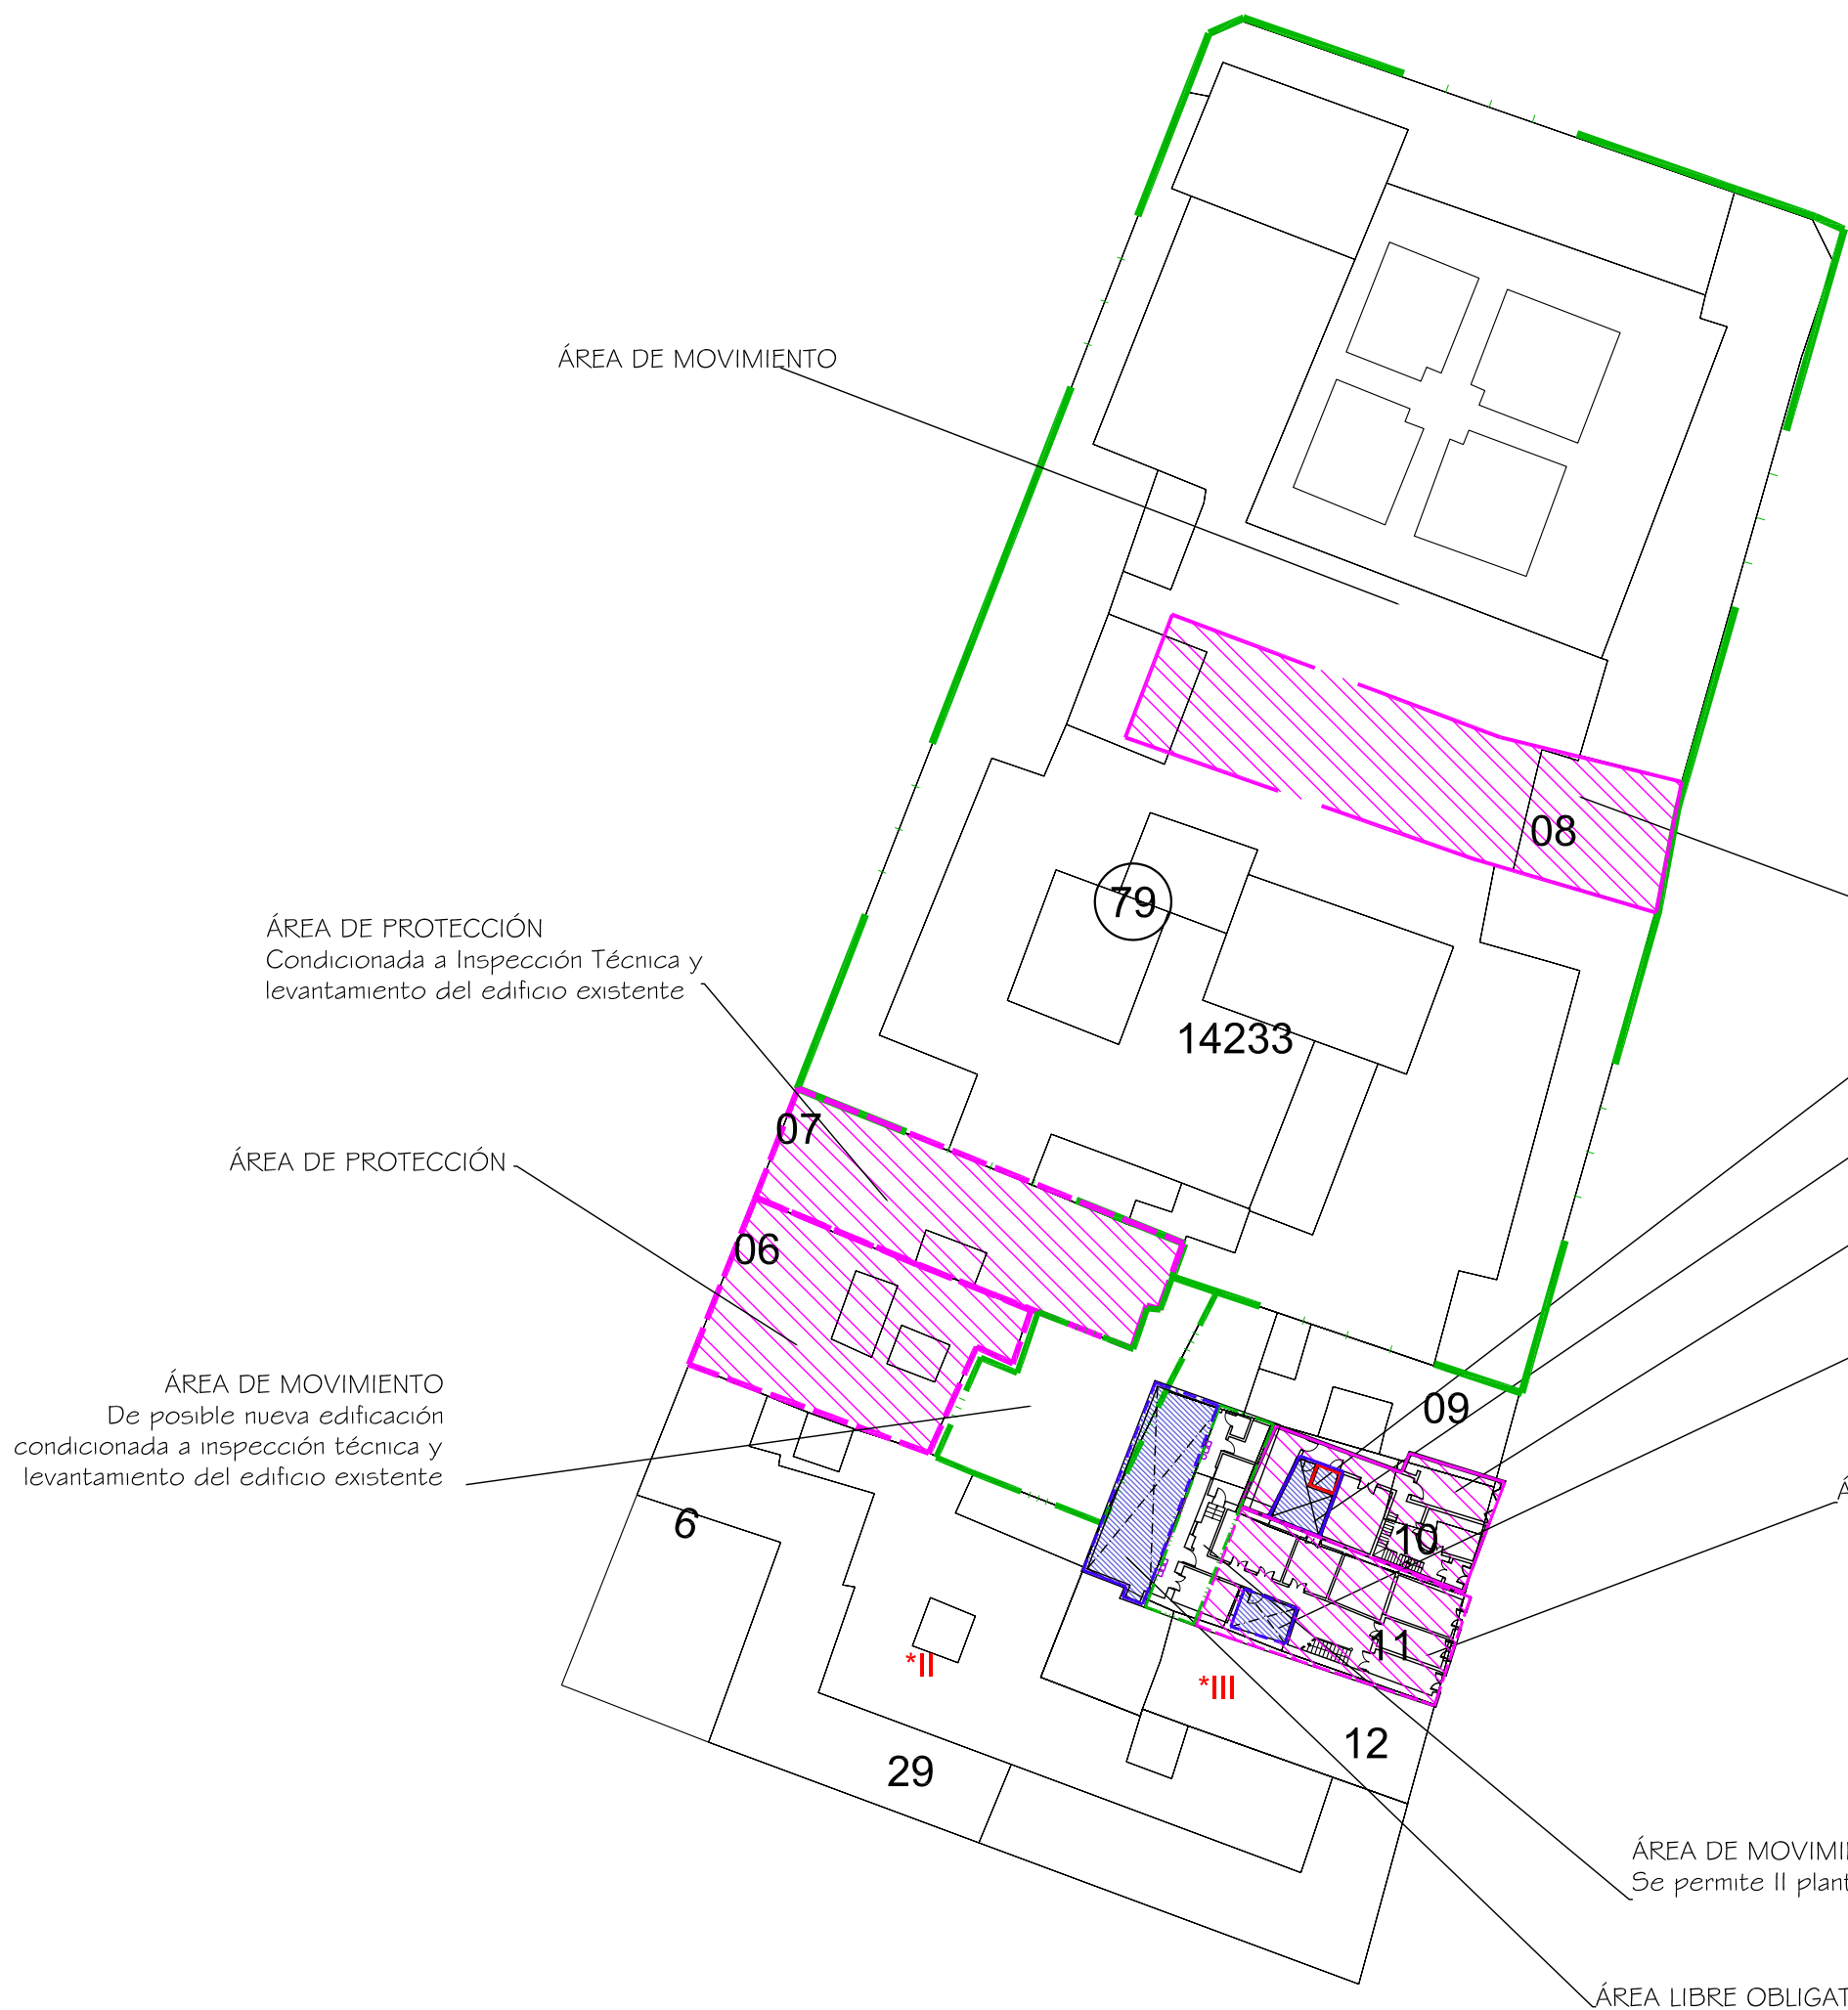 ÁREA DE MOVIMIENTO
08
79
ÁREA DE PROTECCIÓN
Condicionada a Inspección Técnica y
levantamiento del edificio existente
14233
07
ÁREA DE PROTECCIÓN
06
ÁREA DE MOVIMIENTO
De posible nueva edificación
condicionada a inspección técnica y
levantamiento del edificio existente
09
6
10
11
*II
*III
12
29
ÁREA DE MOVIMI
Se permite II plant
ÁREA LIBRE OBLIGAT